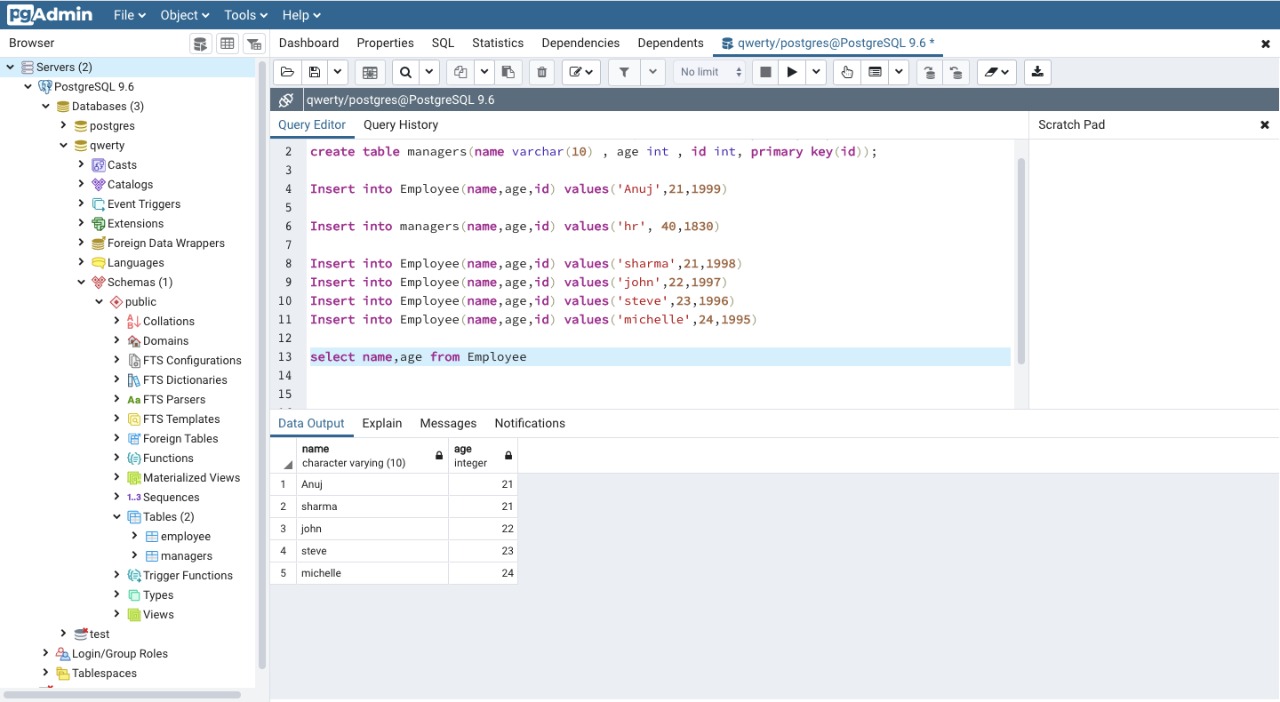 pgAdmin File Object Tools Help
Browser
Dashboard Properties SQL Statistics Dependencies Dependents qwerty/postgres@PostgreSQL 9.6 *
No limit
qwerty/postgres@PostgreSQL 9.6
Servers (2)
PostgreSQL 9.6
Databases (3)
postgres
qwerty
Casts
Catalogs
Event Triggers
Extensions
Foreign Data Wrappers
Languages
Schemas (1)
public
Collations
Domains
FTS Configurations
FTS Dictionaries
Aa FTS Parsers
FTS Templates
Foreign Tables
Functions
Materialized Views
1..3 Sequences
Tables (2)
employee
managers
Trigger Functions
Types
Views
test
Login/Group Roles
Tablespaces
Query Editor Query History
Scratch Pad
2 create table managers(name varchar(10) , age int , id int, primary key(id));
3
4 Insert into Employee(name,age,id) values('Anuj',21,1999)
5
6 Insert into managers(name,age,id) values('hr', 40,1830)
7
8 Insert into Employee(name,age,id) values('sharma',21,1998)
9 Insert into Employee(name,age,id) values('john',22,1997)
10 Insert into Employee(name,age,id) values('steve',23,1996)
11 Insert into Employee(name,age,id) values('michelle',24,1995)
12
13 select name,age from Employee
14
15
Data Output Explain Messages Notifications
name age
character varying (10) integer
1 Anuj 21
2 sharma 21
3 john 22
4 steve 23
5 michelle 24